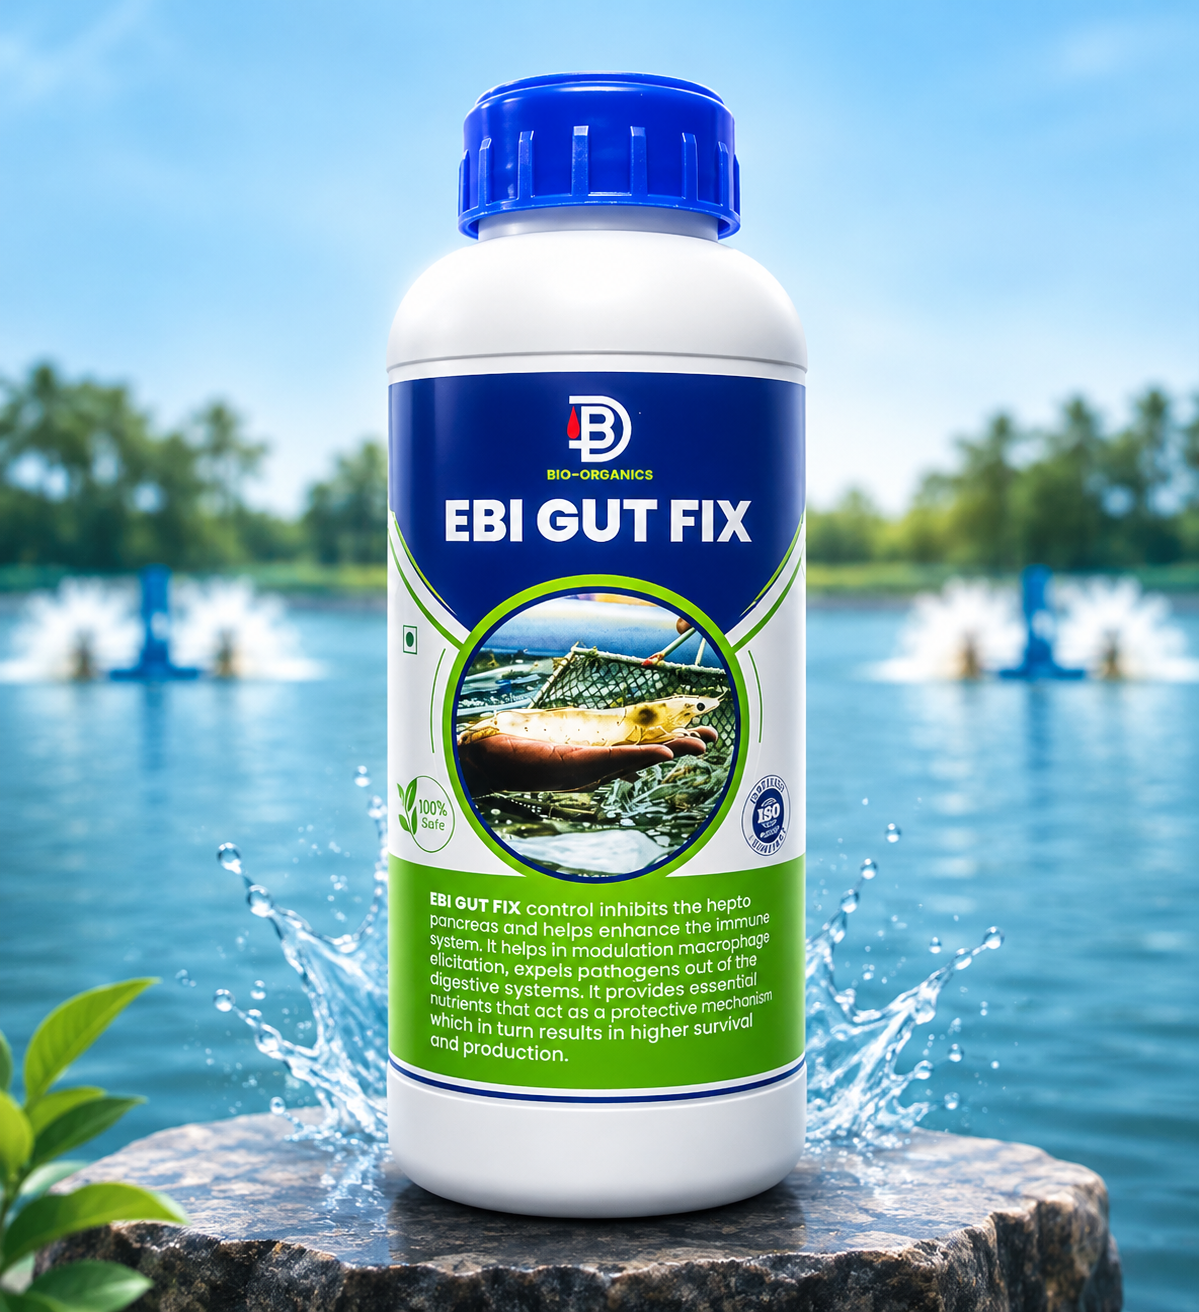 DB
BIO-ORGANICS
EBI GUT FIX
100%
Safe
ISO
EBI GUT FIX control inhibits the hepto
pancreas and helps enhance the immune
system. It helps in modulation macrophage
elicitation, expels pathogens out of the
digestive systems. It provides essential
nutrients that act as a protective mechanism
which in turn results in higher survival
and production.